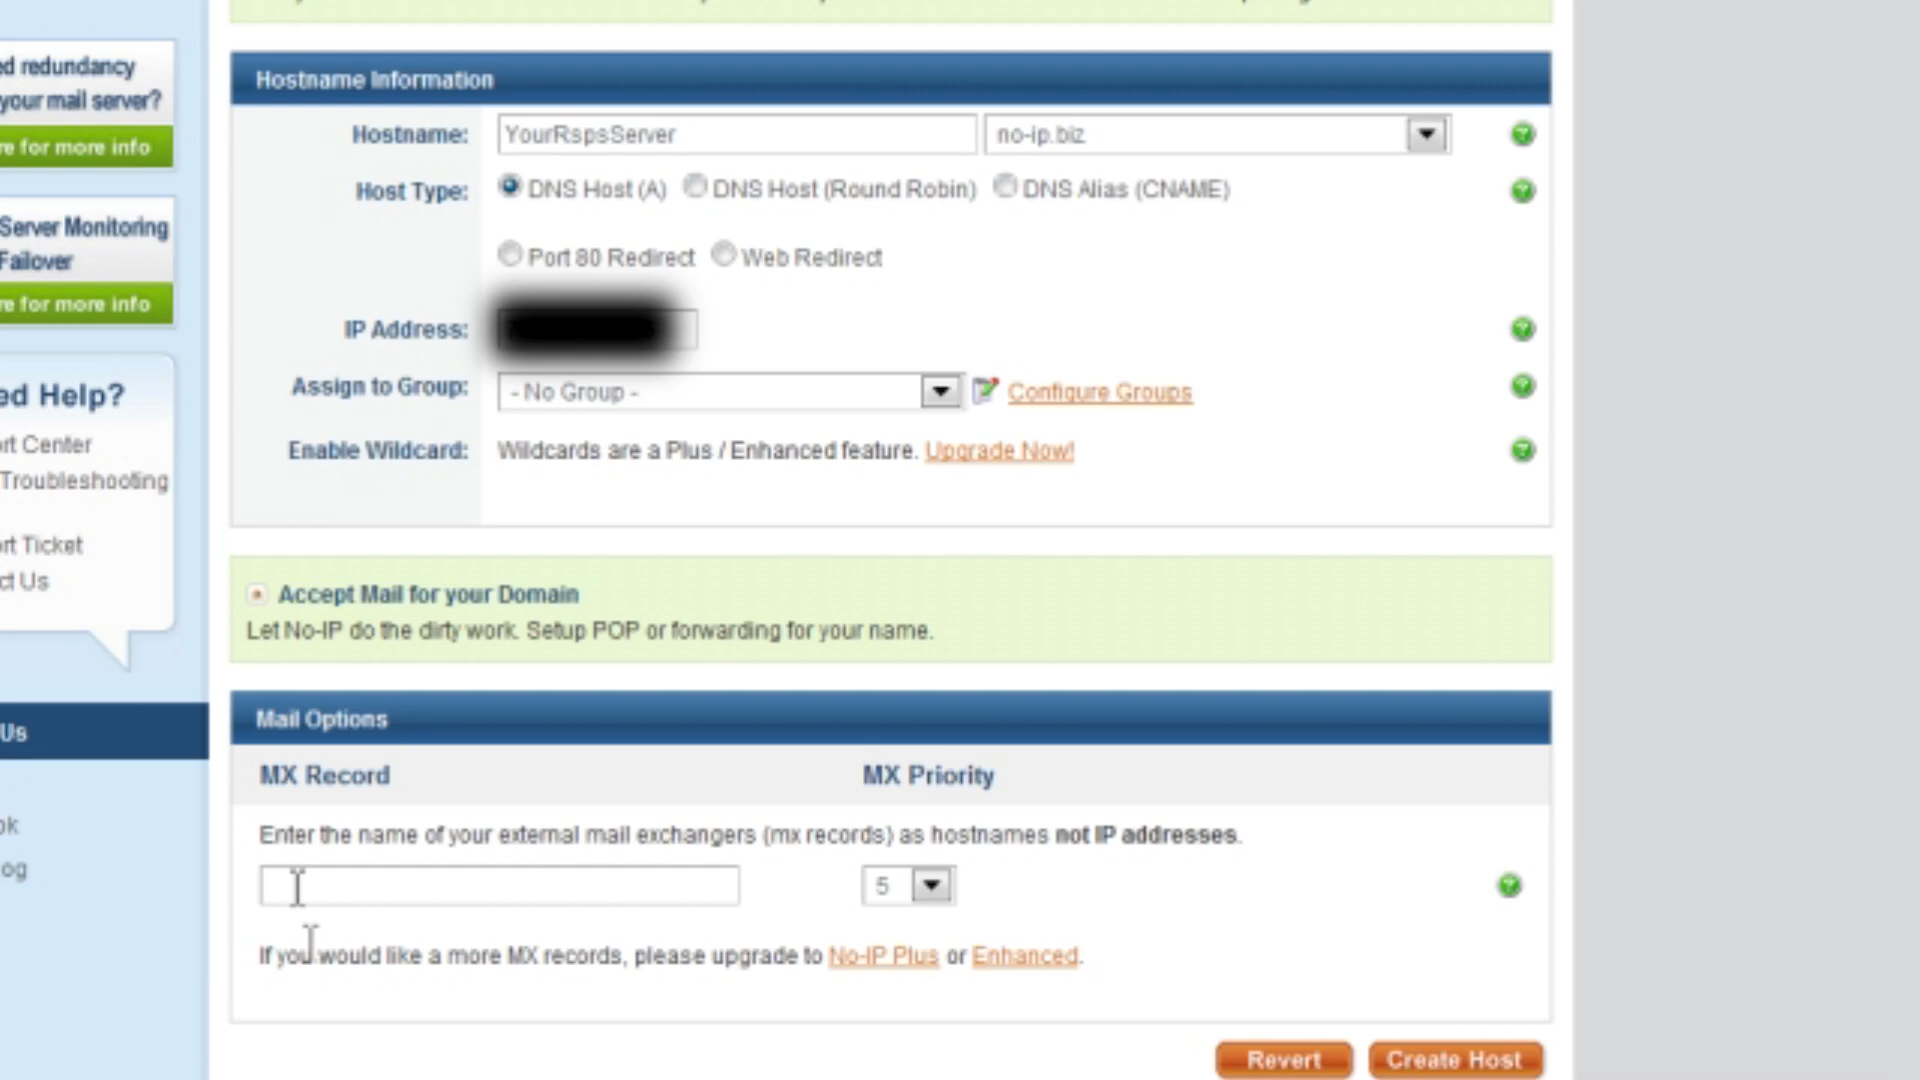 ed redundancy
your mail server?
re for more info
Server Monitoring
Failover
re for more info
ed Help?
rt Center
Troubleshooting
rt Ticket
ct Us
Us
ok
og
Hostname Information
Hostname: YourRspsServer no-ip.biz
Host Type: DNS Host (A) DNS Host (Round Robin) DNS Alias (CNAME)
Port 80 Redirect Web Redirect
IP Address:
Assign to Group: - No Group - Configure Groups
Enable Wildcard: Wildcards are a Plus / Enhanced feature. Upgrade Now!
Accept Mail for your Domain
Let No-IP do the dirty work. Setup POP or forwarding for your name.
Mail Options
MX Record MX Priority
Enter the name of your external mail exchangers (mx records) as hostnames not IP addresses.
5
If you would like a more MX records, please upgrade to No-IP Plus or Enhanced.
Revert Create Host